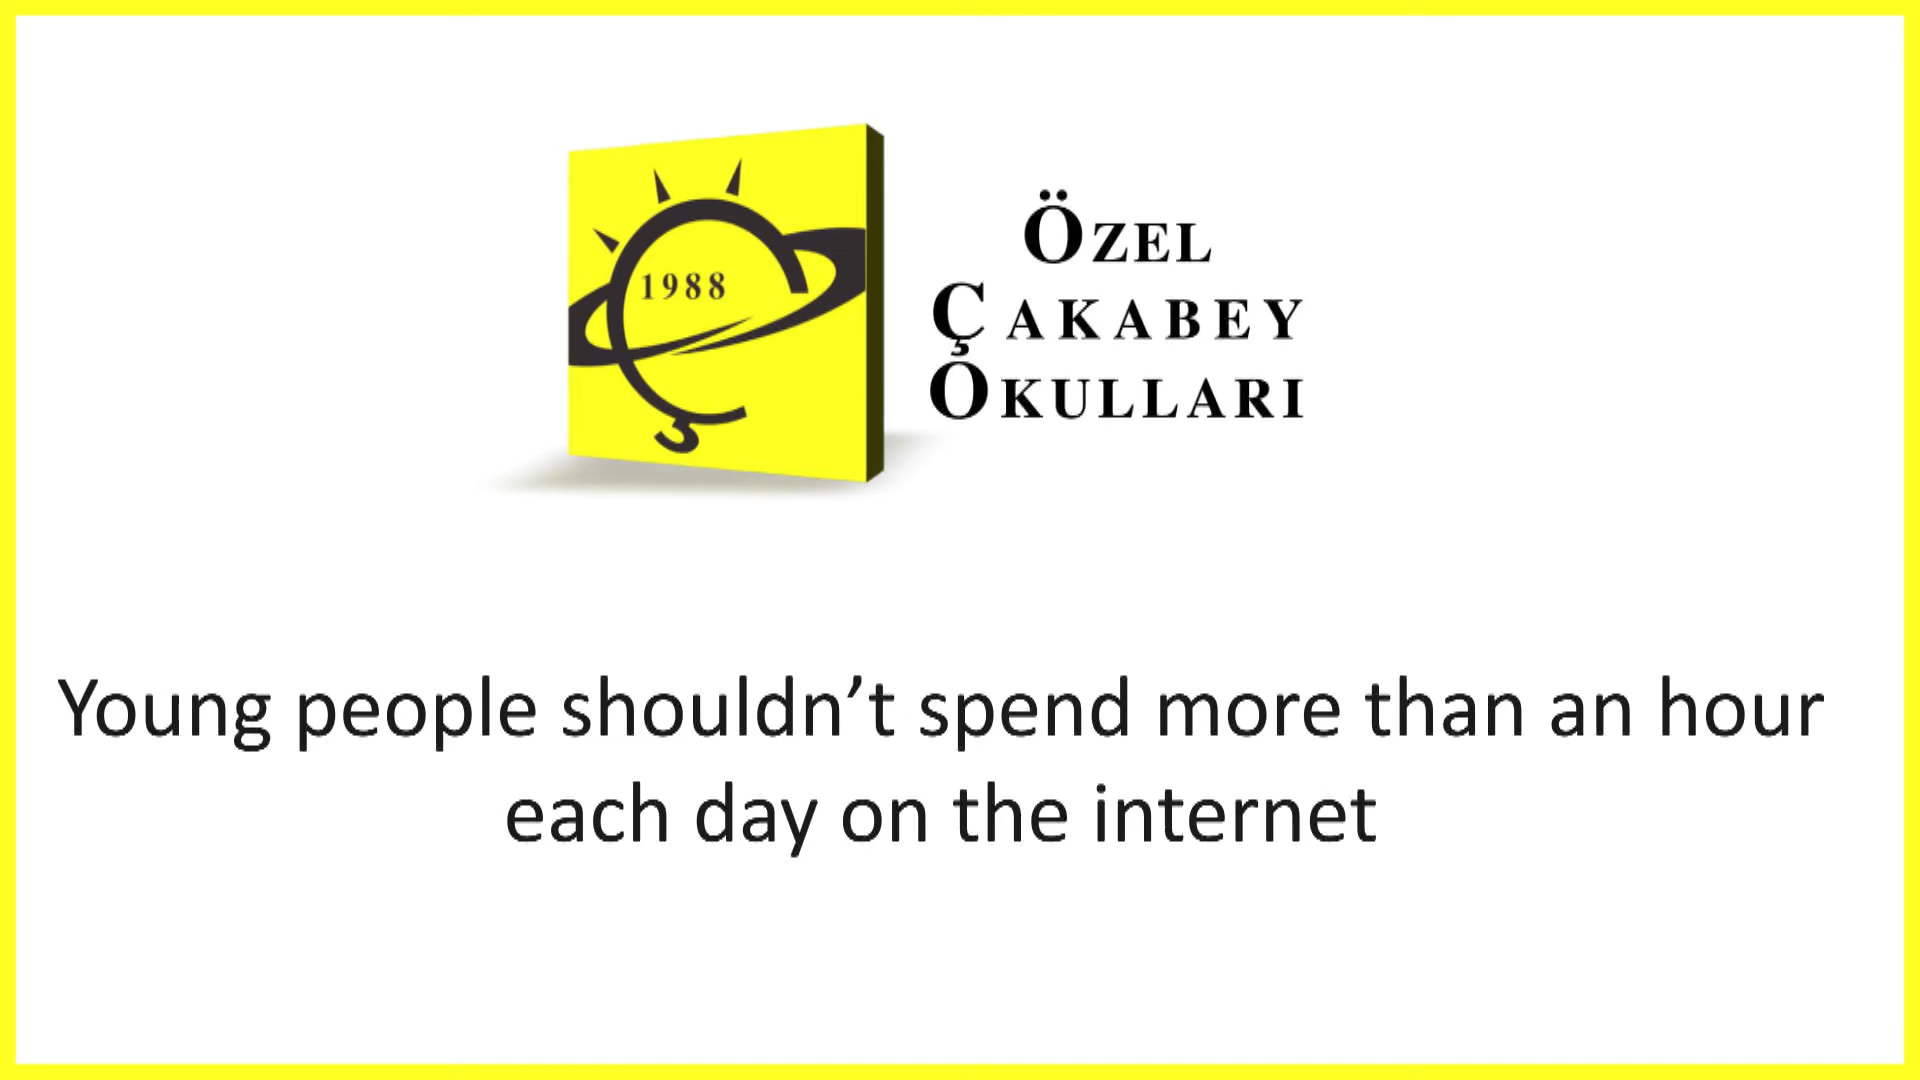 1988
ÖZEL
ÇAKABEY
OKULLARI
Young people shouldn’t spend more than an hour
each day on the internet